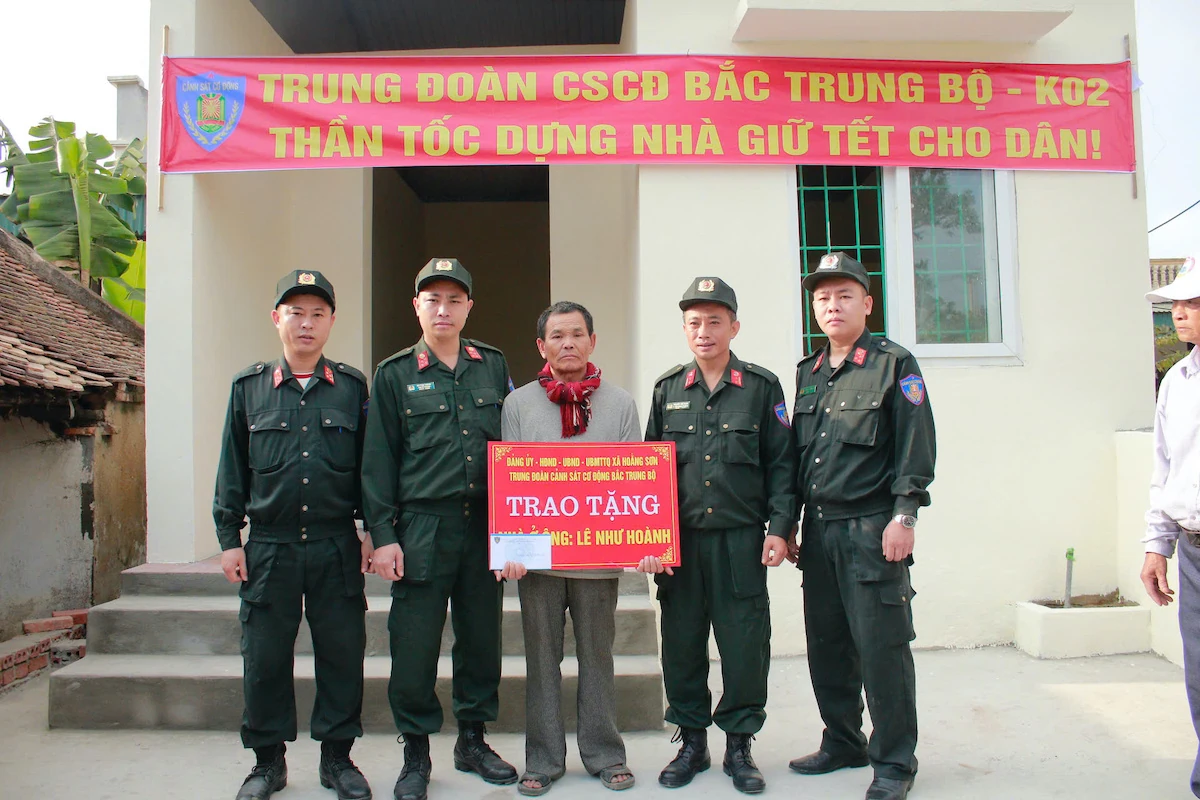 CẢNH SÁT CƠ ĐỘNG
TRUNG ĐOÀN CSCĐ BẮC TRUNG BỘ - K02
THẦN TỐC DỰNG NHÀ GIỮ TẾT CHO DÂN!
ĐẢNG ỦY - HĐND - UBND - UBMTTQ XÃ HOẰNG SƠN
TRUNG ĐOÀN CẢNH SÁT CƠ ĐỘNG BẮC TRUNG BỘ
TRAO TẶNG
ÔNG: LÊ NHƯ HOÀNH